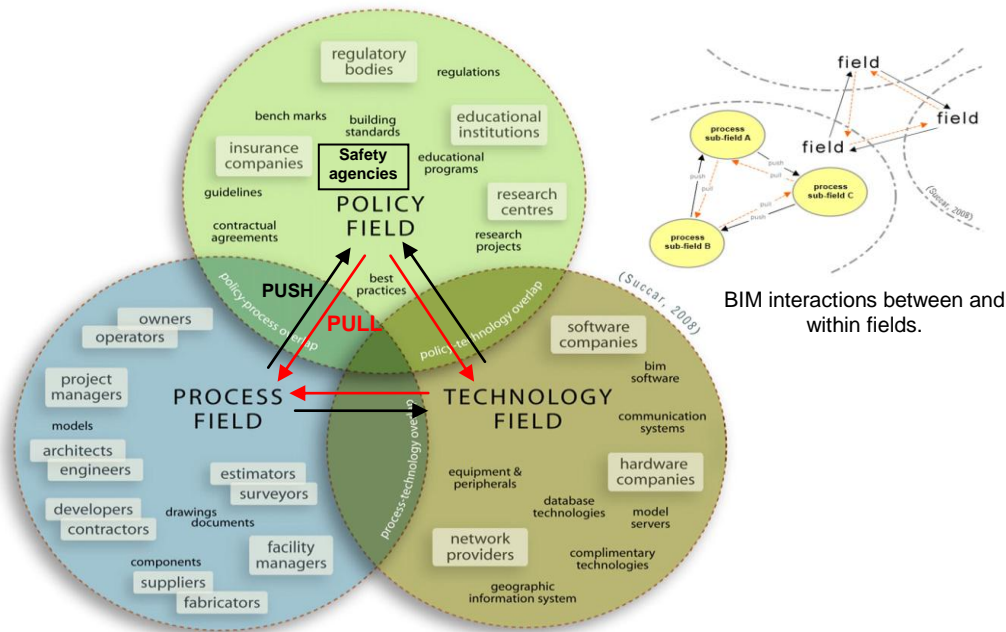 regulatory
bodies
regulations
bench marks
building
standards
educational
institutions
insurance
companies
Safety
agencies
educational
programs
guidelines
POLICY
FIELD
research
centres
contractual
agreements
research
projects
best
practices
PUSH
PULL
policy-process overlap
policy-technology overlap
process-technology overlap
owners
operators
project
managers
PROCESS
FIELD
models
architects
engineers
estimators
surveyors
developers
contractors
drawings
documents
facility
managers
components
suppliers
fabricators
software
companies
bim
software
TECHNOLOGY
FIELD
communication
systems
equipment &
peripherals
hardware
companies
database
technologies
model
servers
network
providers
complimentary
technologies
geographic
information system
(Succar, 2008)
field
field
field
process
sub-field A
push
pull
push
pull
process
sub-field C
pull
push
process
sub-field B
(Succar, 2008)
BIM interactions between and
within fields.